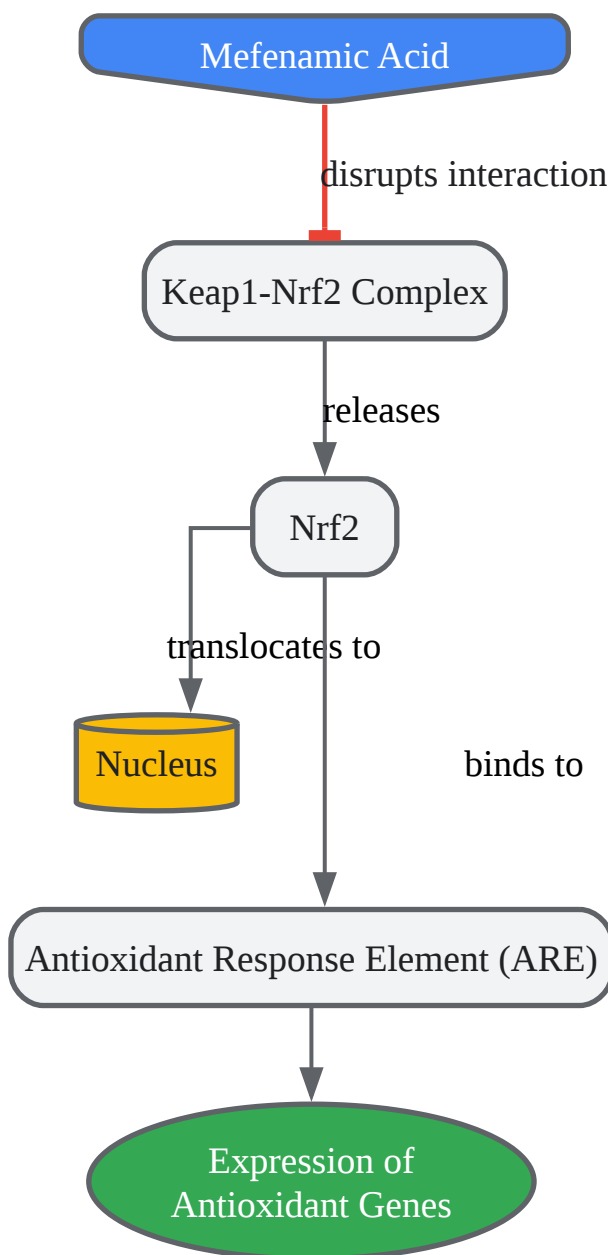 Mefenamic Acid
disrupts interaction
Keap1-Nrf2 Complex
releases
Nrf2
translocates to
Nucleus
binds to
Antioxidant Response Element (ARE)
Expression of
Antioxidant Genes